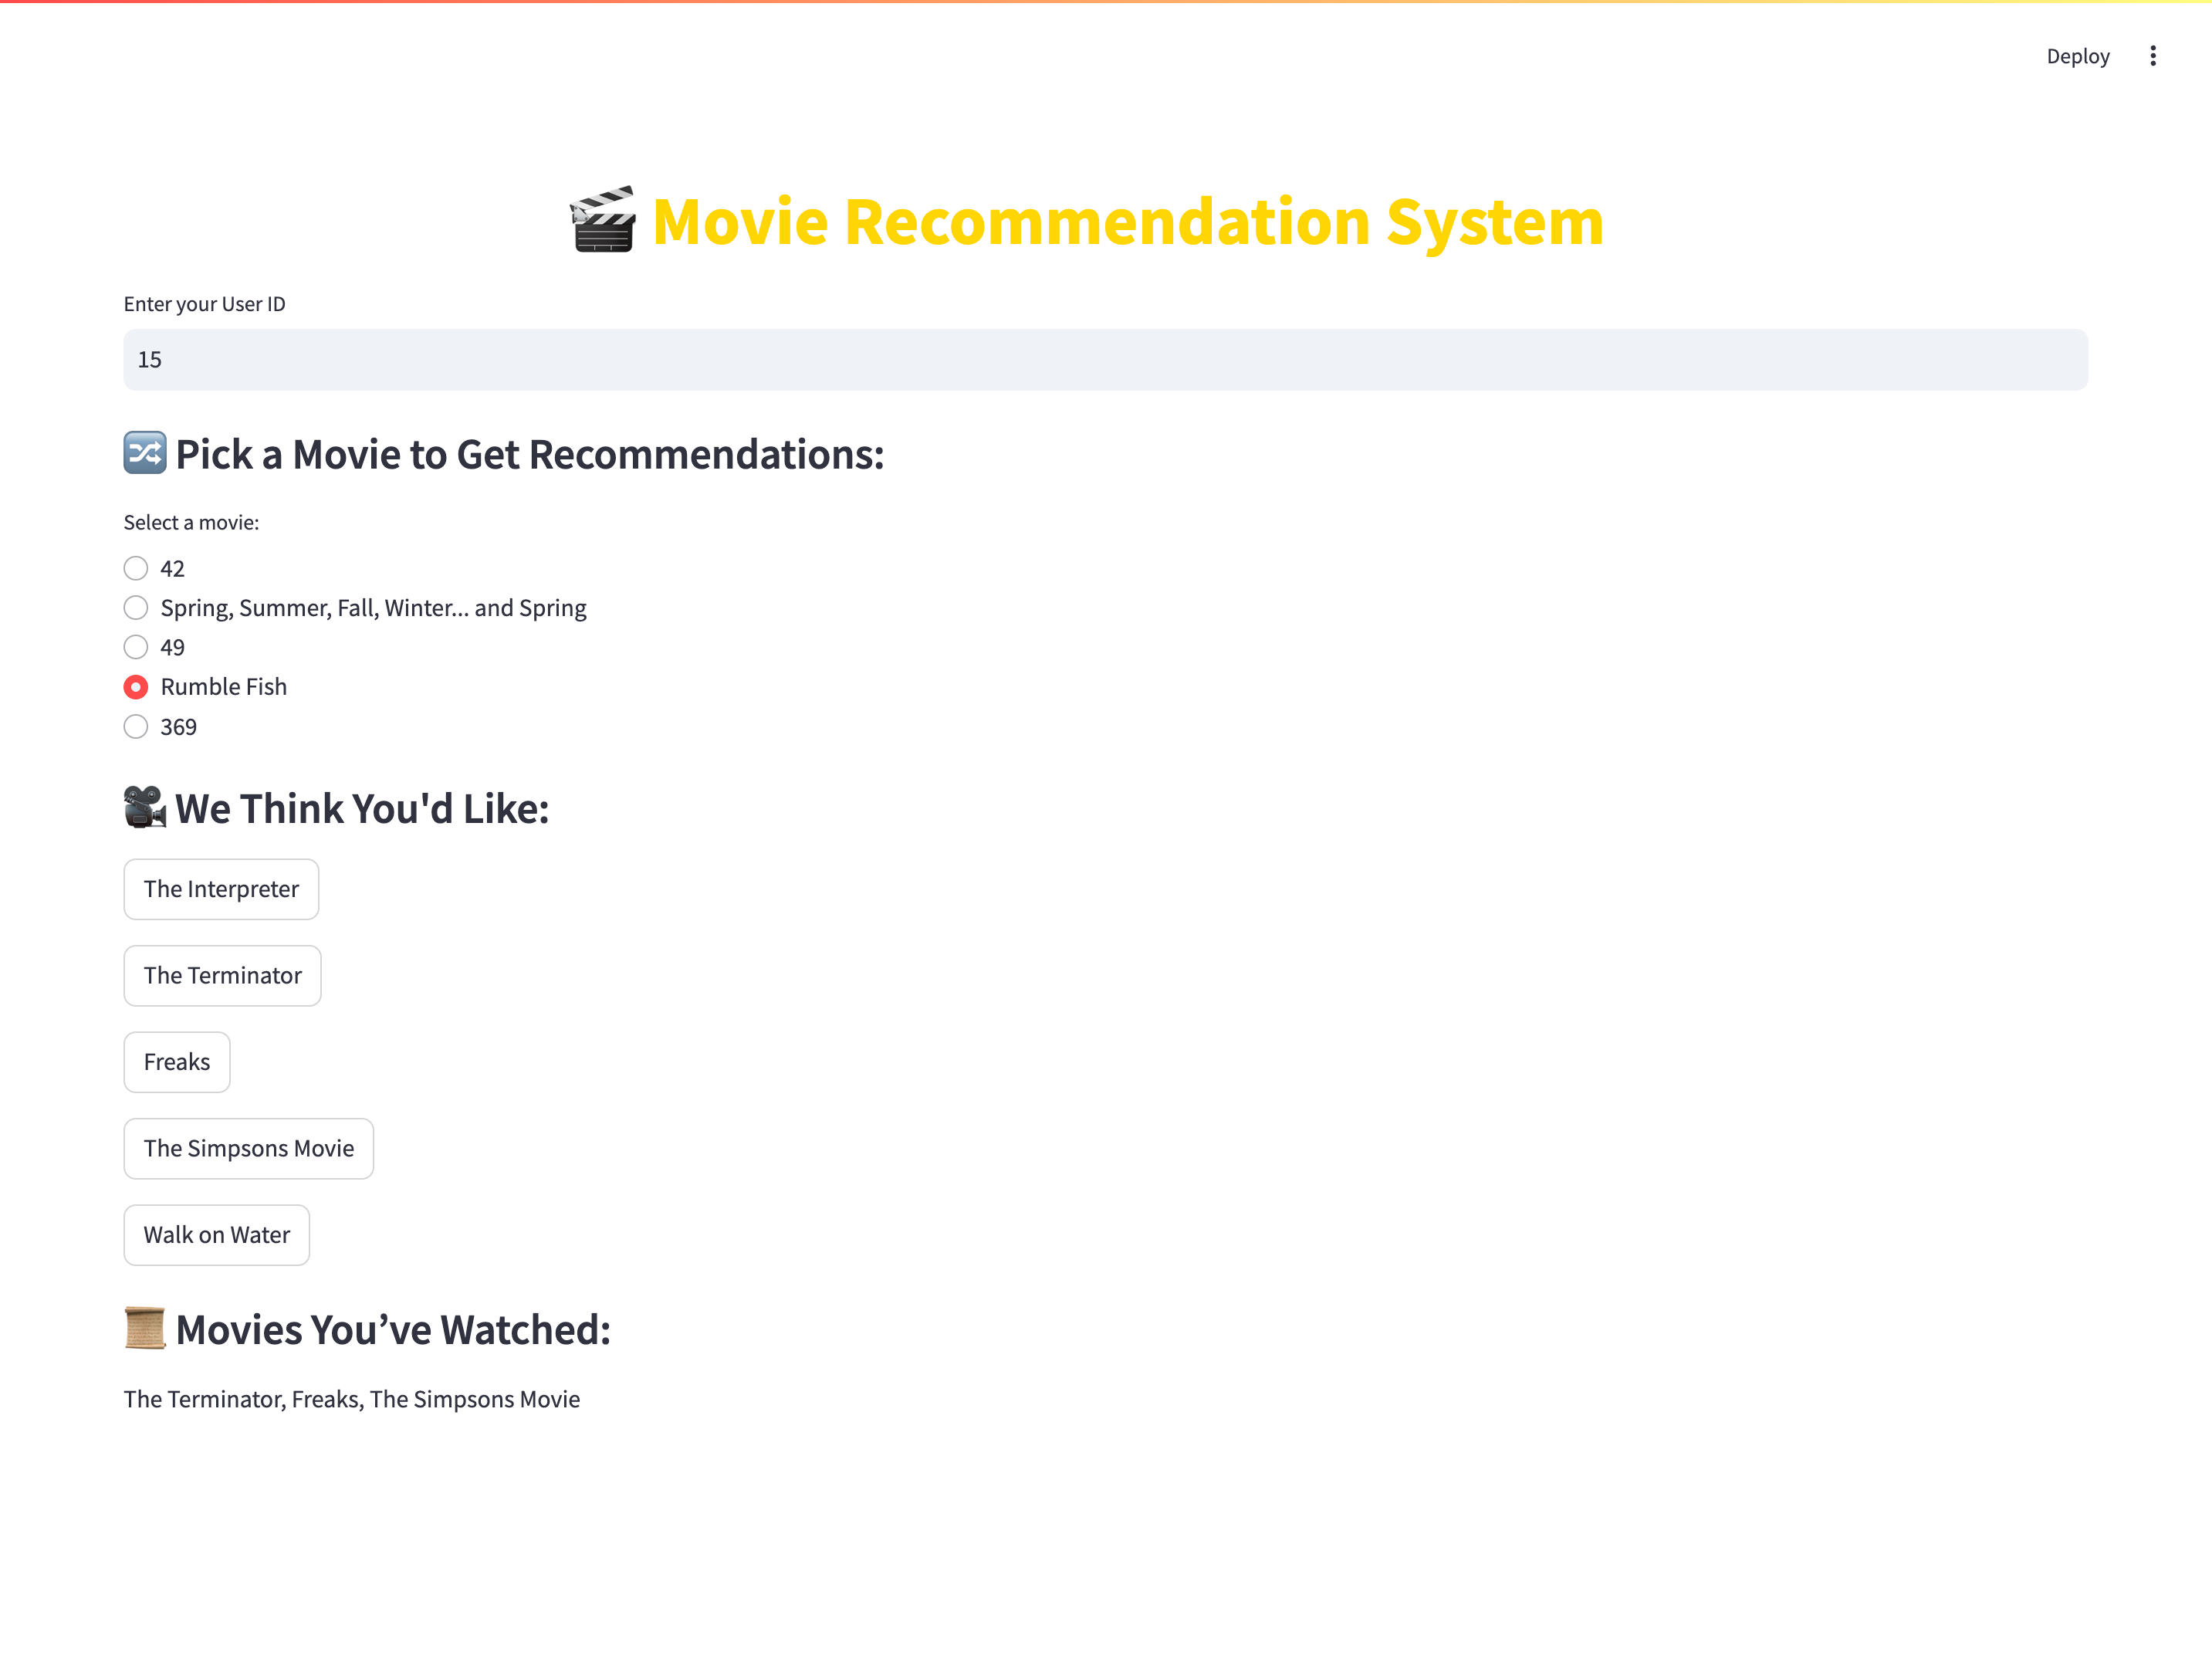 Deploy
Movie Recommendation System
Enter your User ID
15
Pick a Movie to Get Recommendations:
Select a movie:
42
Spring, Summer, Fall, Winter... and Spring
49
Rumble Fish
369
We Think You'd Like:
The Interpreter
The Terminator
Freaks
The Simpsons Movie
Walk on Water
Movies You’ve Watched:
The Terminator, Freaks, The Simpsons Movie